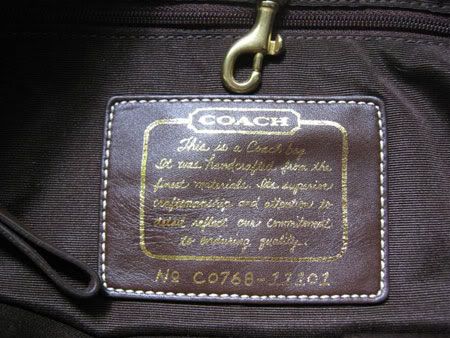 COACH
This is a Coach bag.
It was handcrafted from the
finest materials. Its superior
craftsmanship and attention to
detail reflect our commitment
to enduring quality.
No C0768-11101